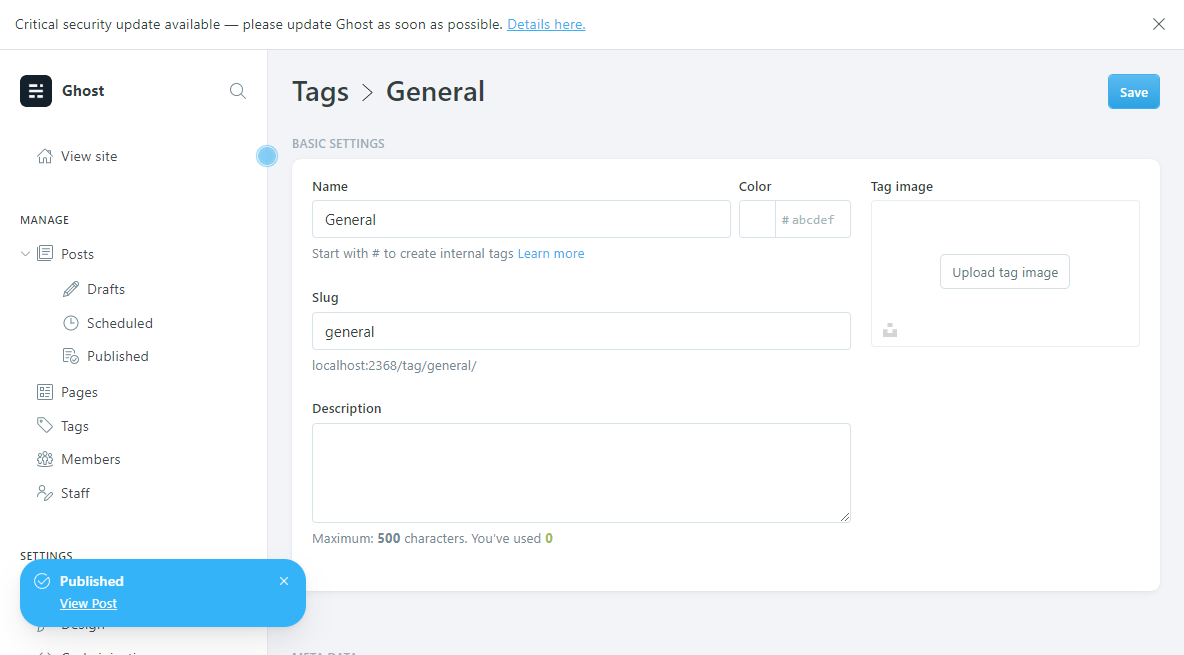 Critical security update available — please update Ghost as soon as possible. Details here.
Ghost
Tags > General
Save
View site
BASIC SETTINGS
Name
Color
Tag image
General
#abcdef
Start with # to create internal tags Learn more
Upload tag image
Slug
general
localhost:2368/tag/general/
Description
Maximum: 500 characters. You've used 0
MANAGE
Posts
Drafts
Scheduled
Published
Pages
Tags
Members
Staff
SETTINGS
Published
View Post
Design
META DATA